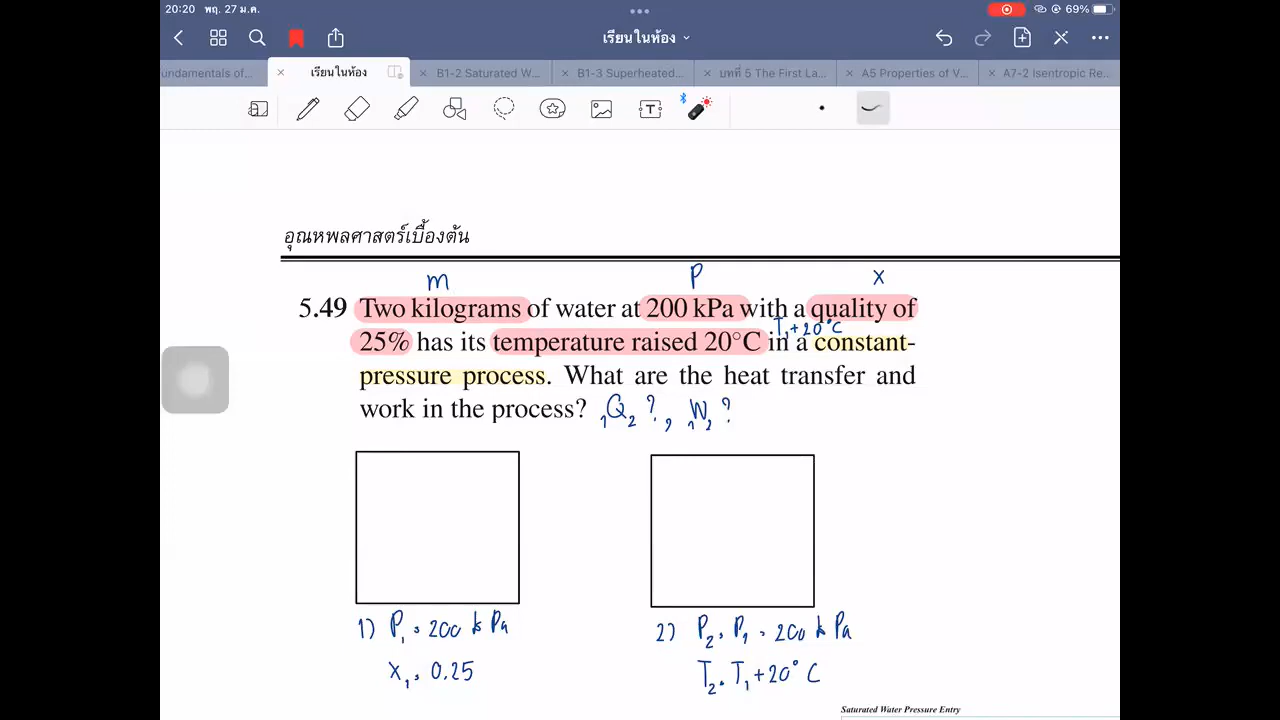 20:20 พฤ. 27 ม.ค.
69%
เรียนในห้อง
undamentals of...
เรียนในห้อง
B1-2 Saturated W...
B1-3 Superheated...
บทที่ 5 The First La...
A5 Properties of V...
A7-2 Isentropic Re...
อุณหพลศาสตร์เบื้องต้น
m P x
5.49 Two kilograms of water at 200 kPa with a quality of
T₁+20°C
25% has its temperature raised 20°C in a constant-
pressure process. What are the heat transfer and
work in the process? ₁Q₂ ?, ₁W₂ ?
1) P₁ = 200 kPa
x₁ = 0.25
2) P₂ = P₁ = 200 kPa
T₂ = T₁ + 20°C
Saturated Water Pressure Entry